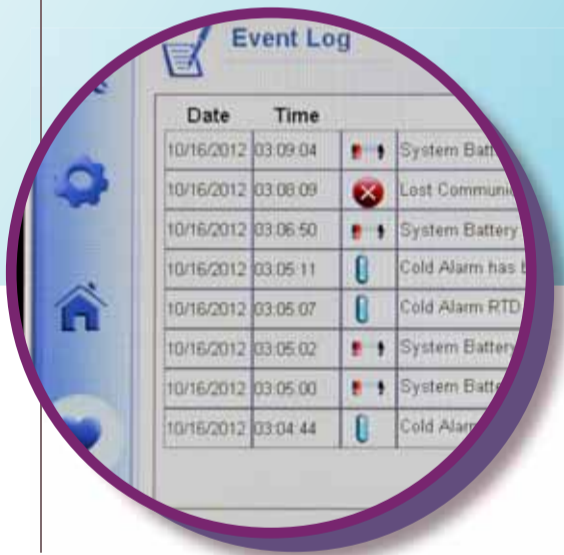 Event Log
Date Time
10/16/2012 03:09:04 System Batt
10/16/2012 03:08:09 Lost Communi
10/16/2012 03:06:50 System Battery
10/16/2012 03:05:11 Cold Alarm has
10/16/2012 03:05:07 Cold Alarm RTD
10/16/2012 03:05:02 System Battery
10/16/2012 03:05:00 System Batte
10/16/2012 03:04:44 Cold Alarm